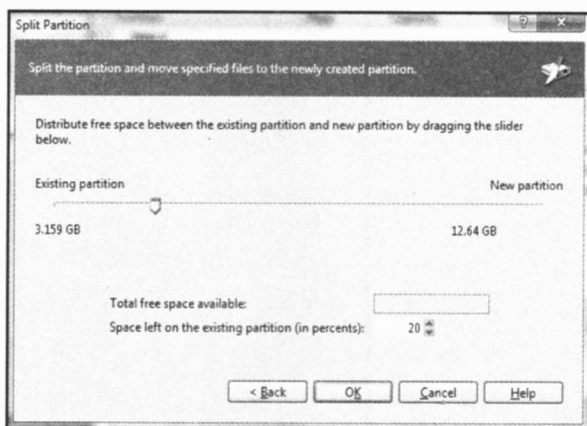 Split Partition
Split the partition and move specified files to the newly created partition.
Distribute free space between the existing partition and new partition by dragging the slider
below.
Existing partition
New partition
3.159 GB
12.64 GB
Total free space available:
Space left on the existing partition (in percents):
20
< Back
OK
Cancel
Help